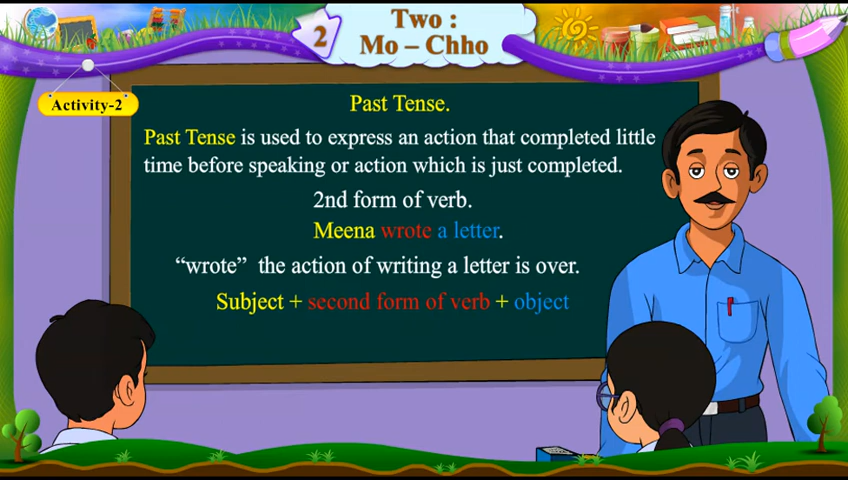 2
Two :
Mo – Chho
Activity-2
Past Tense.
Past Tense is used to express an action that completed little
time before speaking or action which is just completed.
2nd form of verb.
Meena wrote a letter.
“wrote” the action of writing a letter is over.
Subject + second form of verb + object